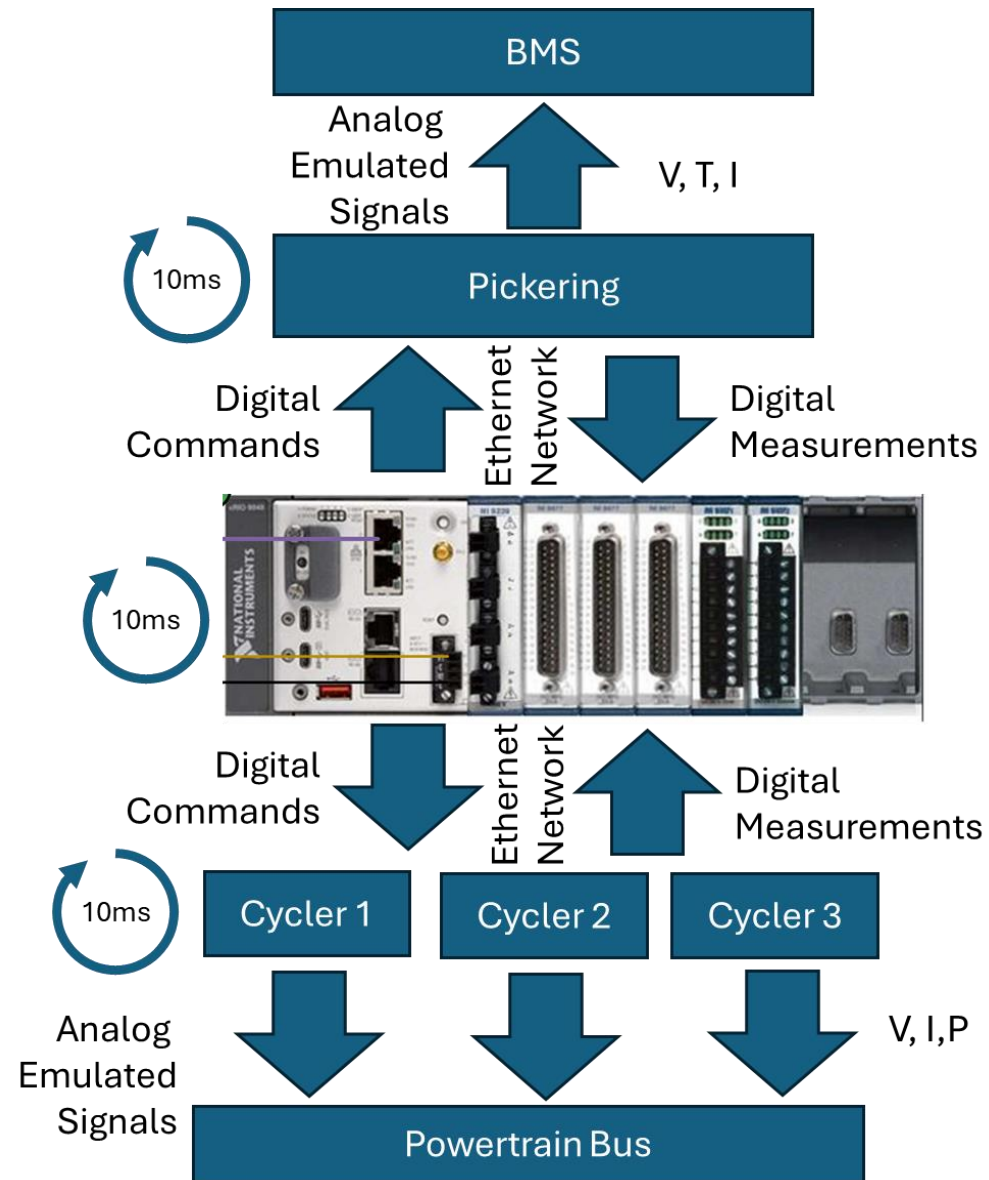 BMS
Analog
Emulated
Signals
V, T, I
10ms
Pickering
Digital
Commands
Ethernet
Network
Digital
Measurements
NATIONAL
INSTRUMENTS
10ms
Digital
Commands
Ethernet
Network
Digital
Measurements
10ms
Cycler 1
Cycler 2
Cycler 3
Analog
Emulated
Signals
V, I,P
Powertrain Bus